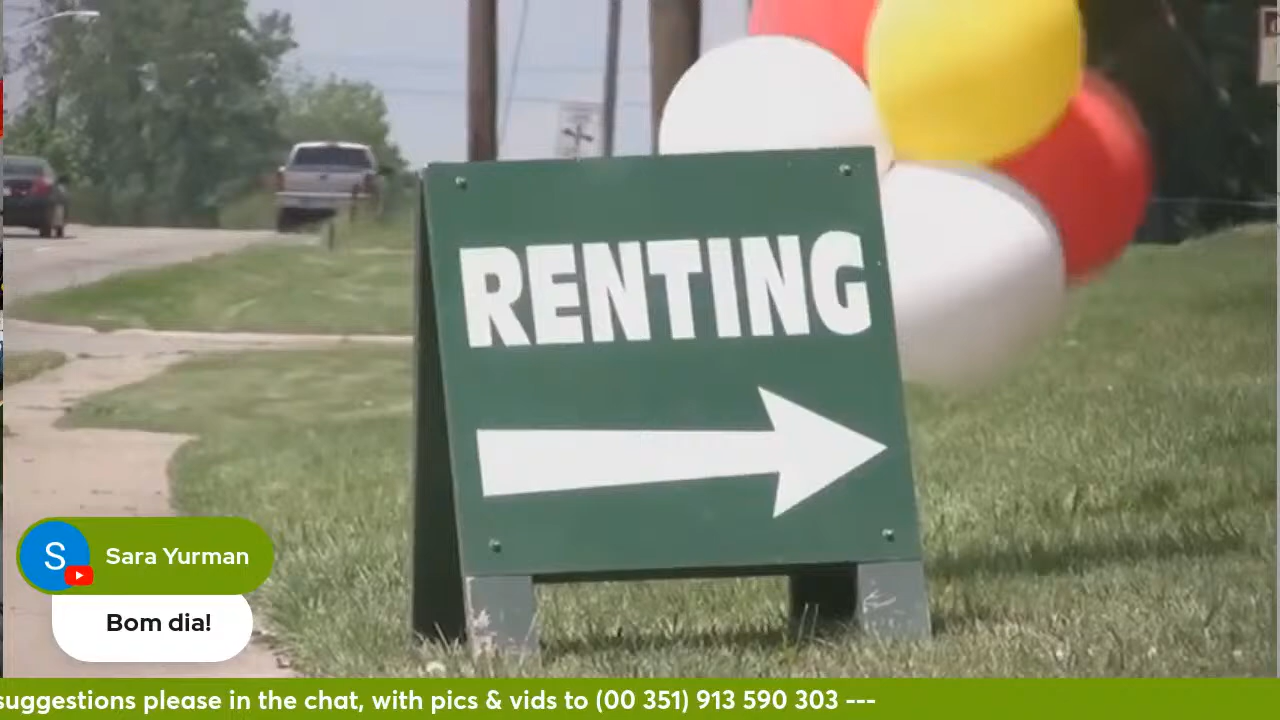 RENTING
S
Sara Yurman
Bom dia!
suggestions please in the chat, with pics & vids to (00 351) 913 590 303 ---